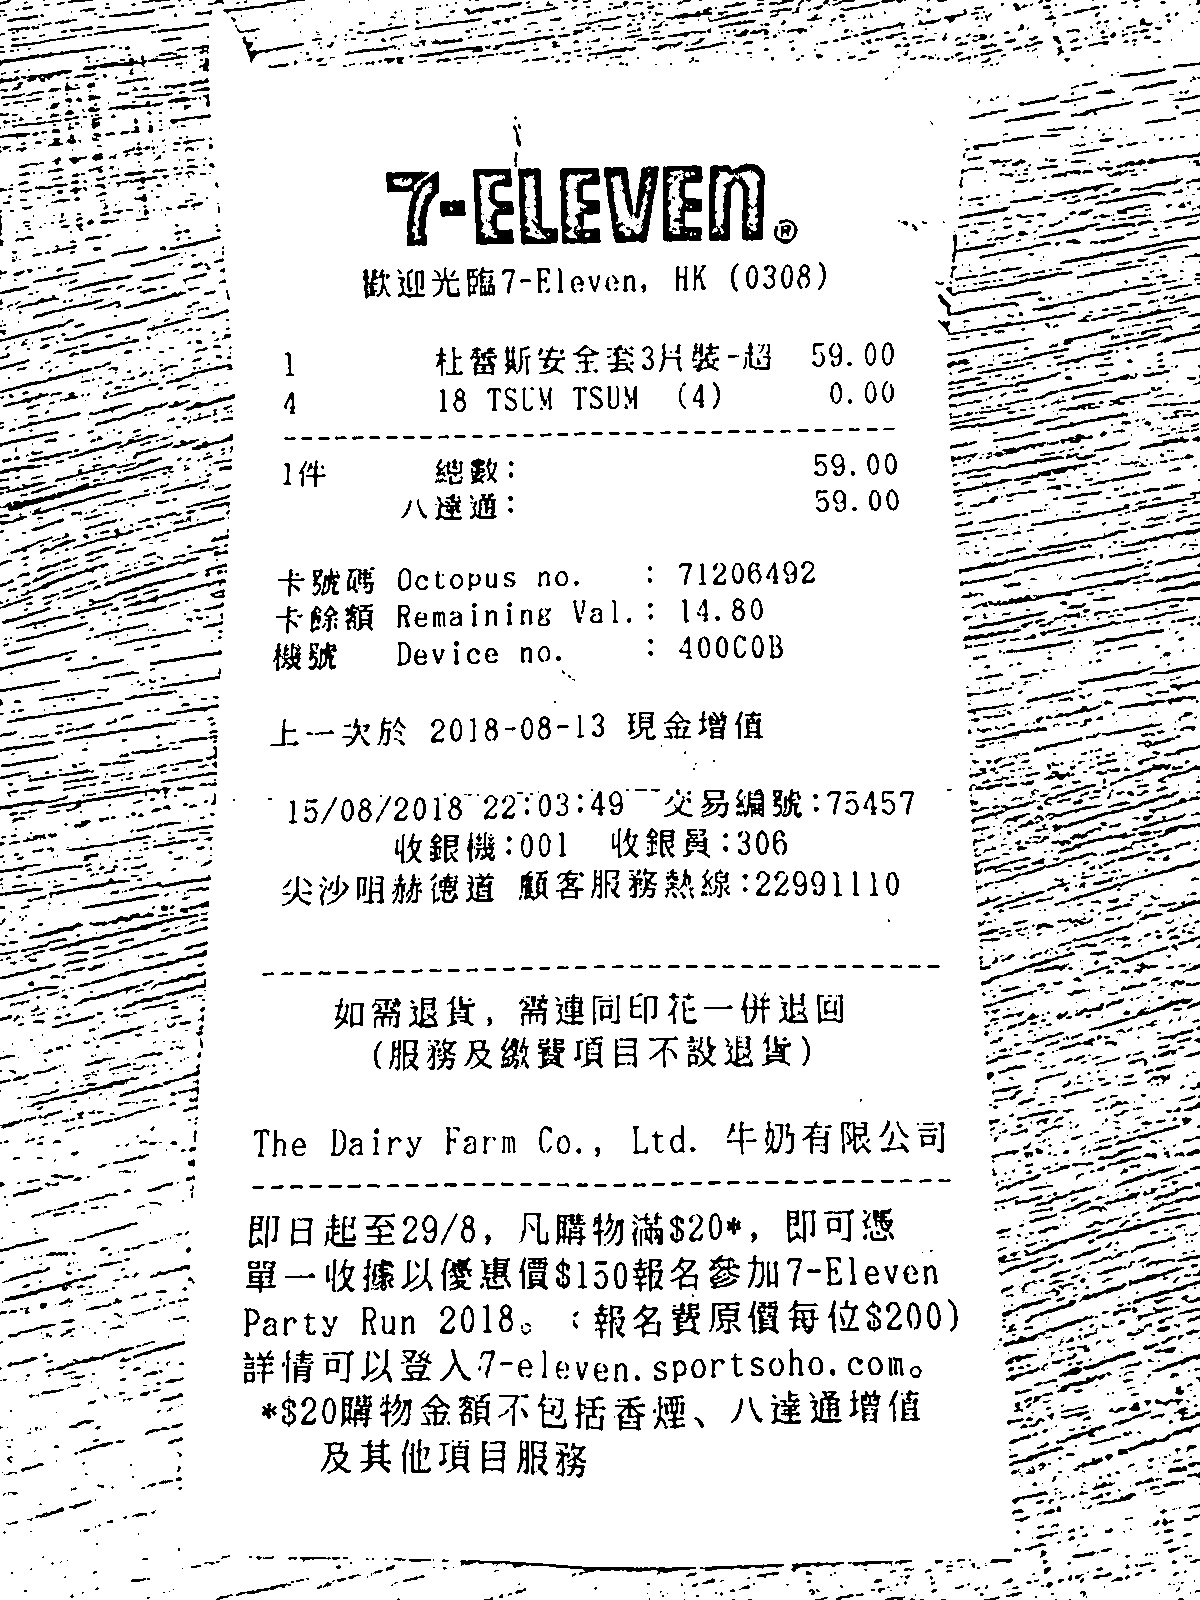 7-ELEVEN®
歡迎光臨7-Eleven, HK (0308)
1 杜蕾斯安全套3片裝-超 59.00
4 18 TSUM TSUM (4) 0.00
1件 總數: 59.00
八達通: 59.00
卡號碼 Octopus no. : 71206492
卡餘額 Remaining Val.: 14.80
機號 Device no. : 400C0B
上一次於 2018-08-13 現金增值
15/08/2018 22:03:49 交易編號:75457
收銀機:001 收銀員:306
尖沙咀赫德道 顧客服務熱線:22991110
如需退貨, 需連同印花一併退回
(服務及繳費項目不設退貨)
The Dairy Farm Co., Ltd. 牛奶有限公司
即日起至29/8, 凡購物滿$20*, 即可憑
單一收據以優惠價$150報名參加7-Eleven
Party Run 2018。(報名費原價每位$200)
詳情可以登入7-eleven.sportsoho.com。
*$20購物金額不包括香煙、八達通增值
及其他項目服務